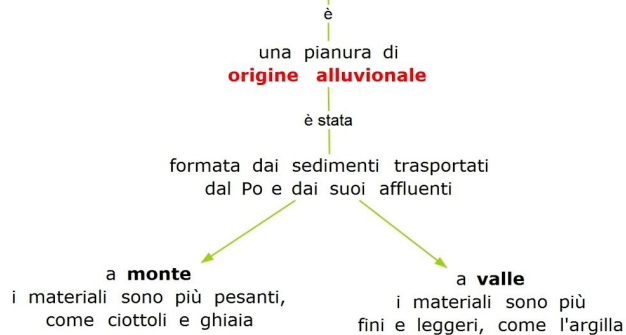 è
una pianura di
origine alluvionale
è stata
formata dai sedimenti trasportati
dal Po e dai suoi affluenti
a monte
i materiali sono più pesanti,
come ciottoli e ghiaia
a valle
i materiali sono più
fini e leggeri, come l'argilla